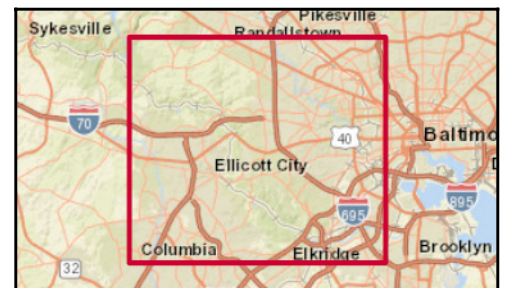 Pikesville
Sykesville
Randallstown
70
40
Baltimo
Ellicott City
895
695
Columbia
Elkridge
Brooklyn
32